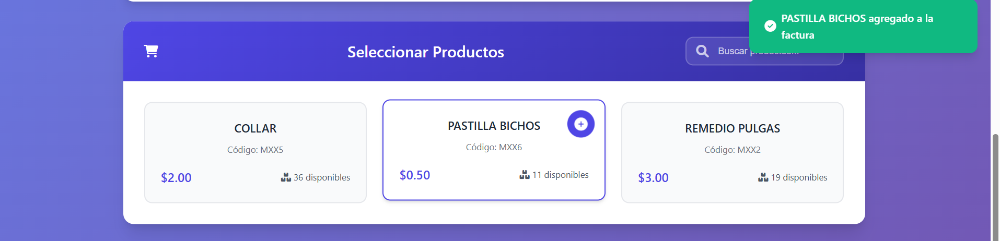 PASTILLA BICHOS agregado a la
factura
Seleccionar Productos
Buscar productos...
COLLAR
Código: MXX5
$2.00
36 disponibles
PASTILLA BICHOS
Código: MXX6
$0.50
11 disponibles
REMEDIO PULGAS
Código: MXX2
$3.00
19 disponibles